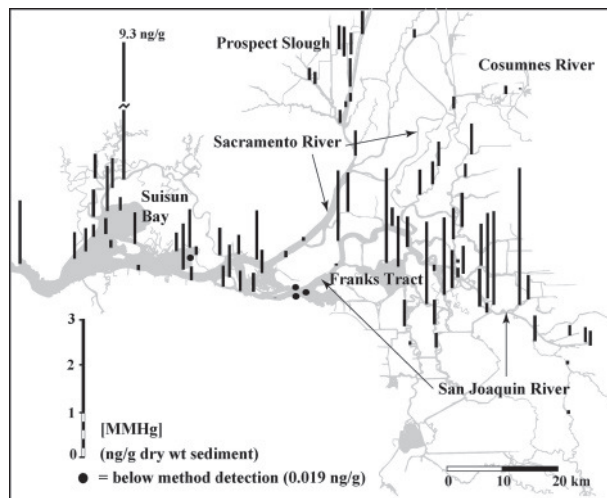 9.3 ng/g
Prospect Slough
Cosumnes River
Sacramento River
Suisun
Bay
Franks Tract
3
2
1
0
[MMHg]
(ng/g dry wt sediment)
San Joaquin River
● = below method detection (0.019 ng/g)
0 10 20 km